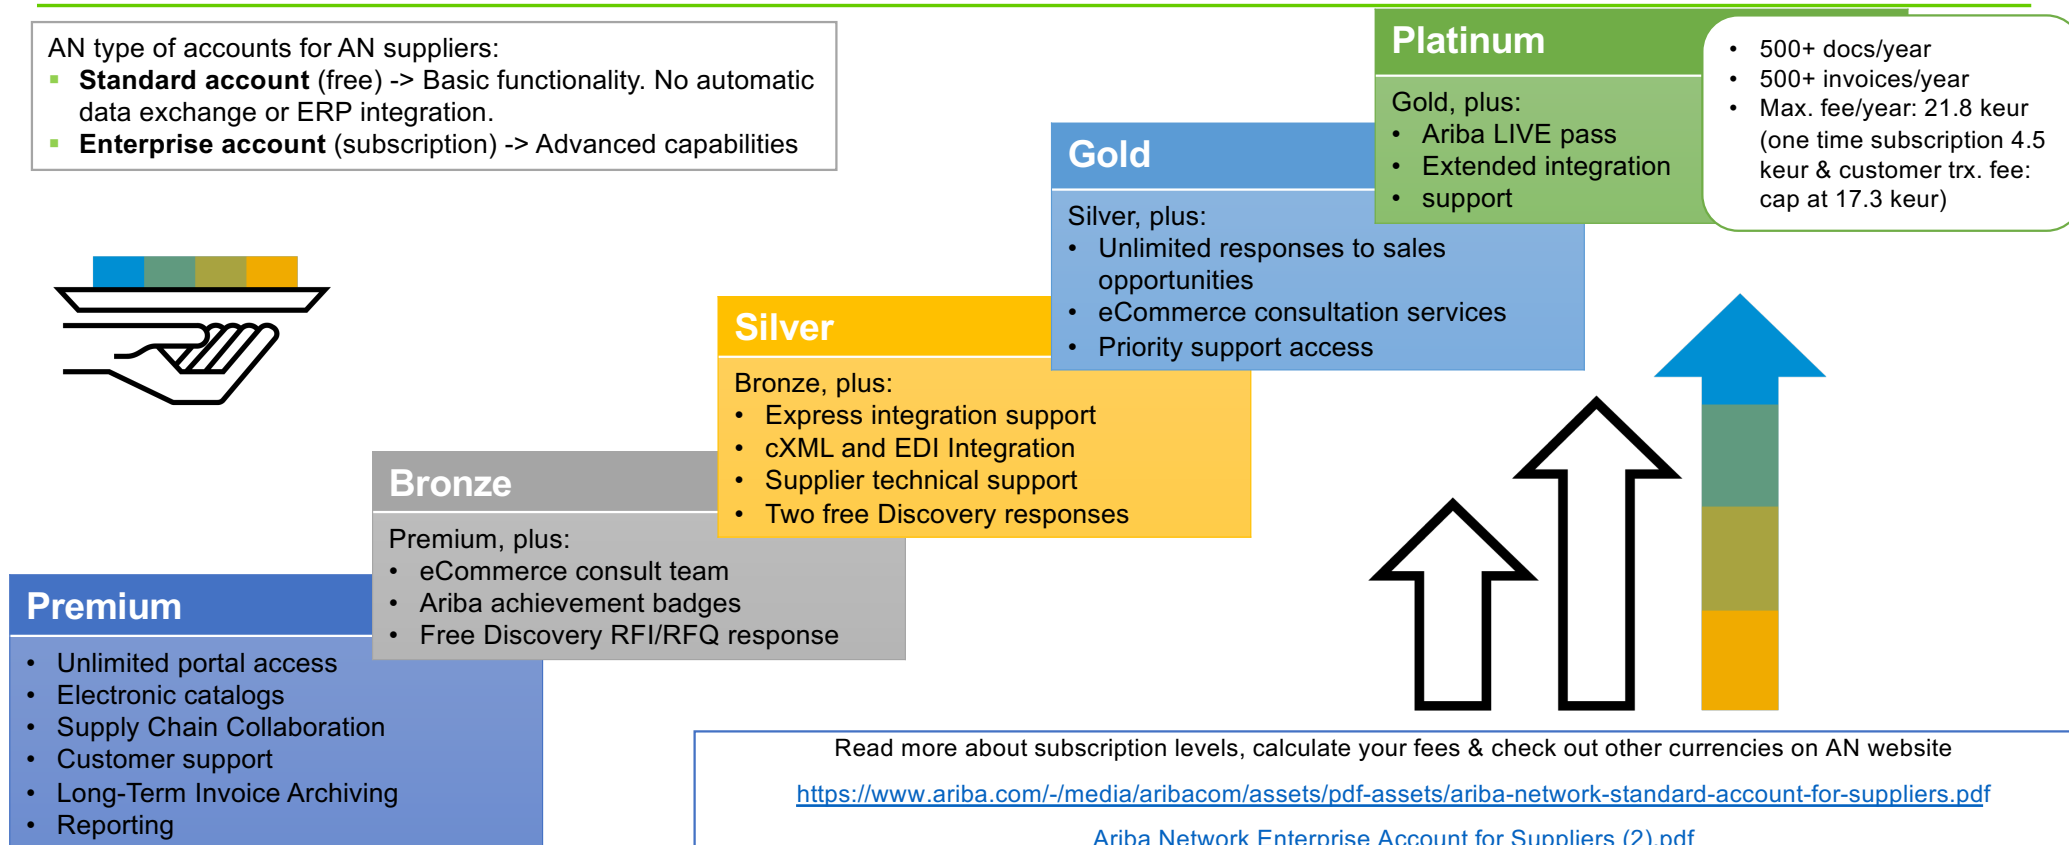 AN type of accounts for AN suppliers:
▪ Standard account (free) -> Basic functionality. No automatic
data exchange or ERP integration.
▪ Enterprise account (subscription) -> Advanced capabilities
Platinum
Gold, plus:
• Ariba LIVE pass
• Extended integration
• support
• 500+ docs/year
• 500+ invoices/year
• Max. fee/year: 21.8 keur
(one time subscription 4.5
keur & customer trx. fee:
cap at 17.3 keur)
Gold
Silver, plus:
• Unlimited responses to sales
opportunities
• eCommerce consultation services
• Priority support access
Silver
Bronze, plus:
• Express integration support
• cXML and EDI Integration
• Supplier technical support
• Two free Discovery responses
Bronze
Premium, plus:
• eCommerce consult team
• Ariba achievement badges
• Free Discovery RFI/RFQ response
Premium
• Unlimited portal access
• Electronic catalogs
• Supply Chain Collaboration
• Customer support
• Long-Term Invoice Archiving
• Reporting
Read more about subscription levels, calculate your fees & check out other currencies on AN website
https://www.ariba.com/-/media/aribacom/assets/pdf-assets/ariba-network-standard-account-for-suppliers.pdf
Ariba Network Enterprise Account for Suppliers (2).pdf